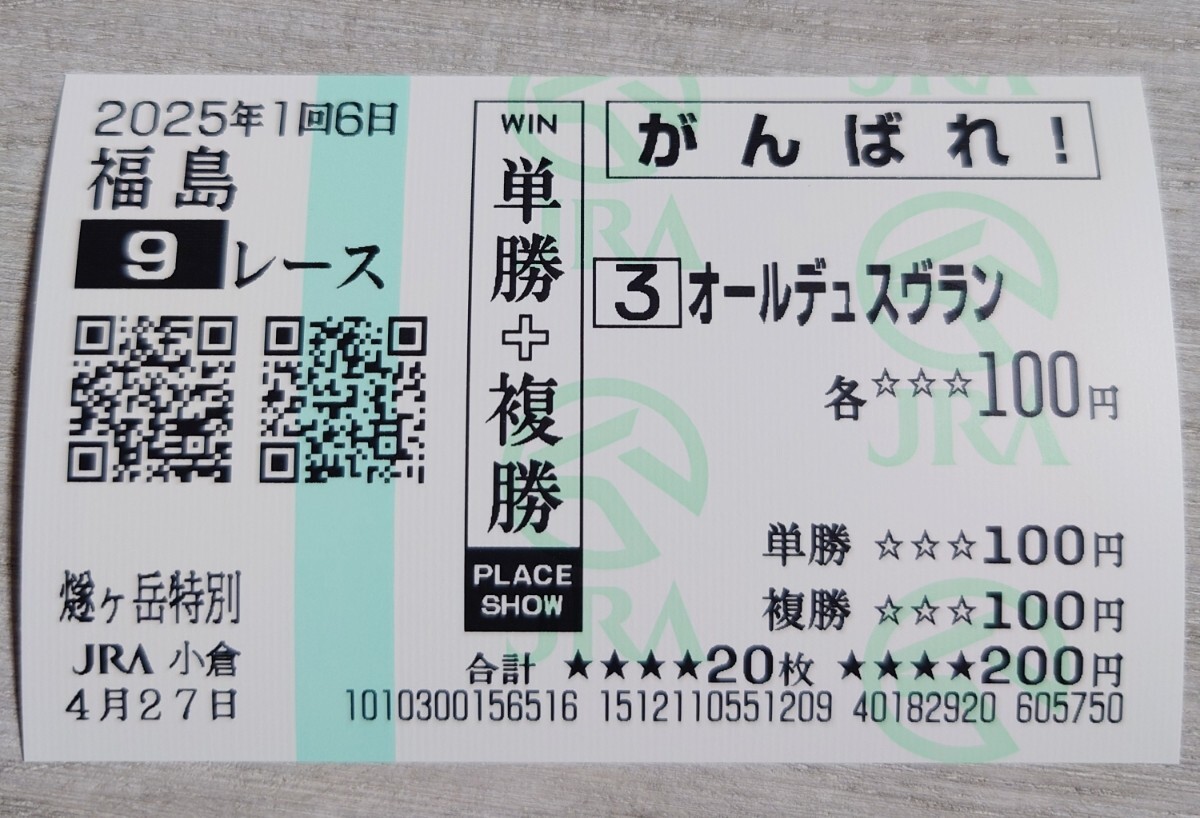 2025年1回6日
福島
9レース
燧ヶ岳特別
JRA 小倉
4月27日
WIN
単勝+複勝
PLACE
SHOW
がんばれ!
3オールデュスヴラン
各☆☆☆100円
単勝 ☆☆☆100円
複勝 ☆☆☆100円
合計 ★★★★20枚 ★★★★200円
1010300156516 1512110551209 40182920 605750
JRA
JRA
JRA
JRA